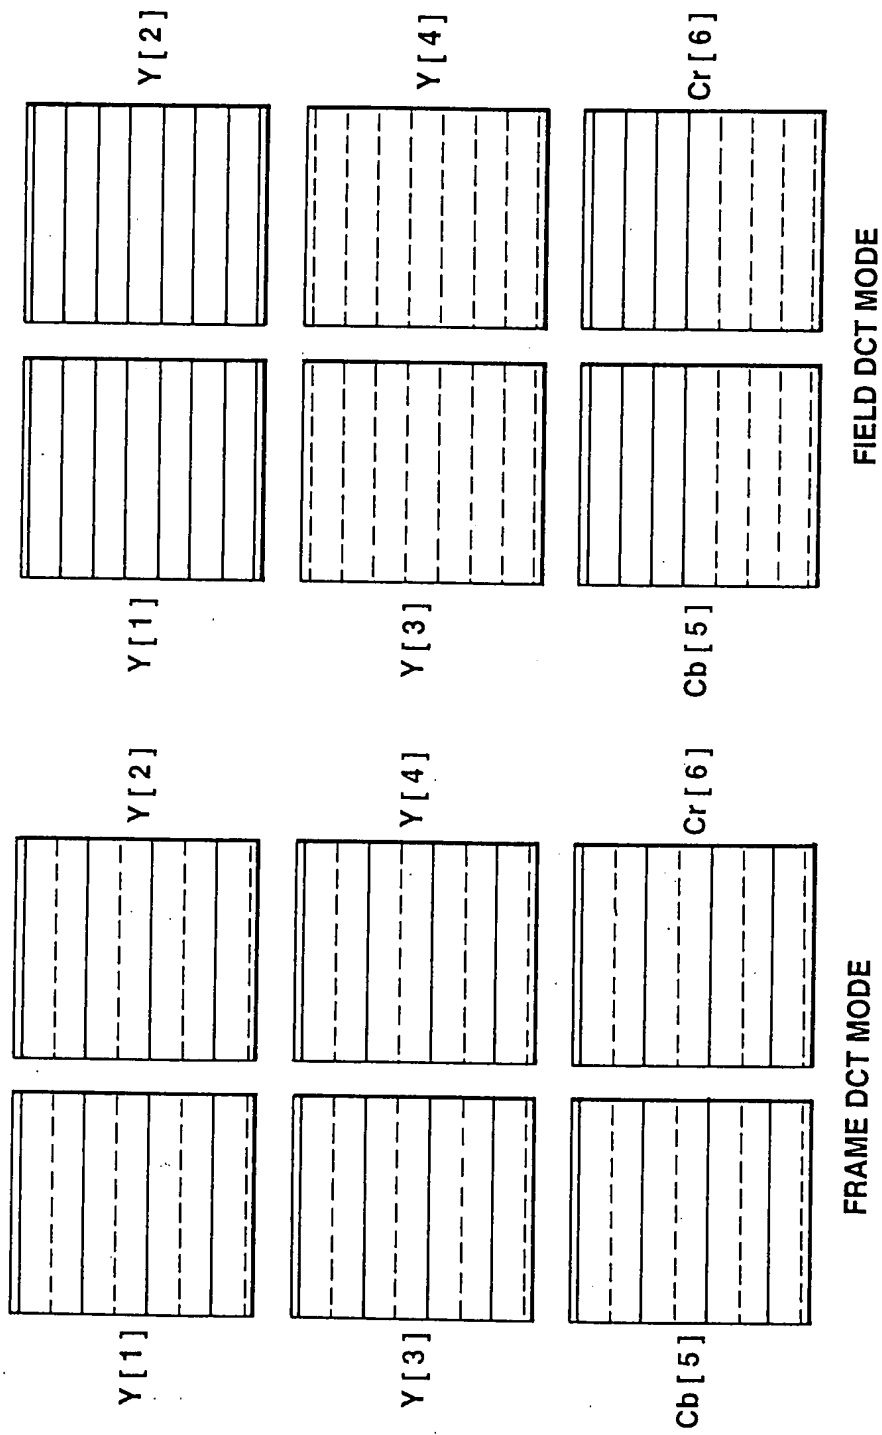 Y[1]
Y[2]
Y[3]
Y[4]
Cb[5]
Cr[6]
FRAME DCT MODE
Y[1]
Y[2]
Y[3]
Y[4]
Cb[5]
Cr[6]
FIELD DCT MODE